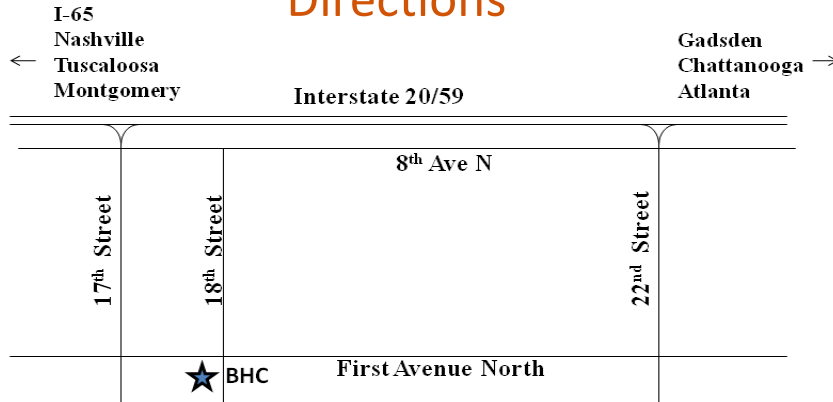 Directions
I-65
Nashville
Tuscaloosa
Montgomery
Gadsden
Chattanooga
Atlanta
Interstate 20/59
8th Ave N
17th Street
18th Street
22nd Street
First Avenue North
BHC